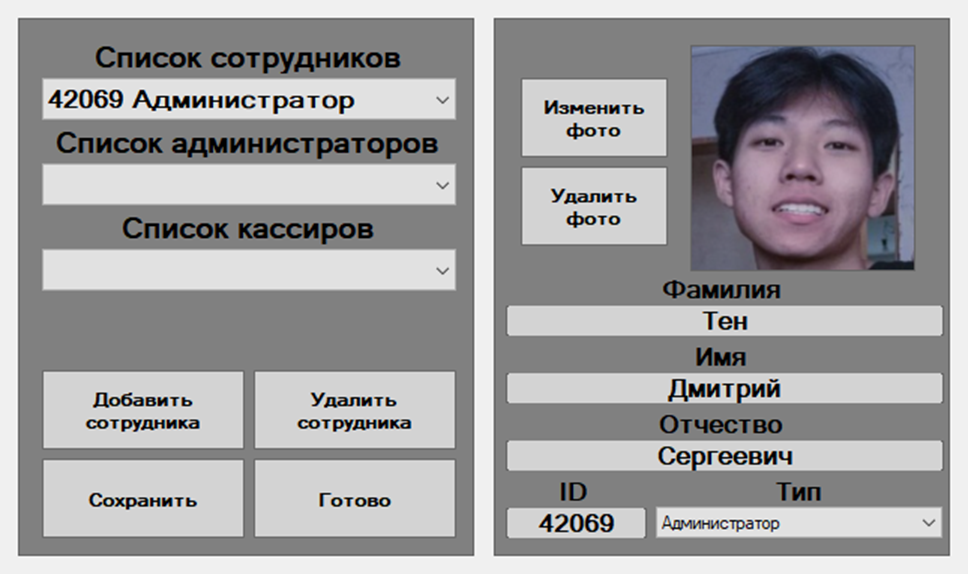 Список сотрудников
42069 Администратор
Список администраторов
Список кассиров
Добавить
сотрудника
Удалить
сотрудника
Сохранить
Готово
Изменить
фото
Удалить
фото
Фамилия
Тен
Имя
Дмитрий
Отчество
Сергеевич
ID
Тип
42069
Администратор